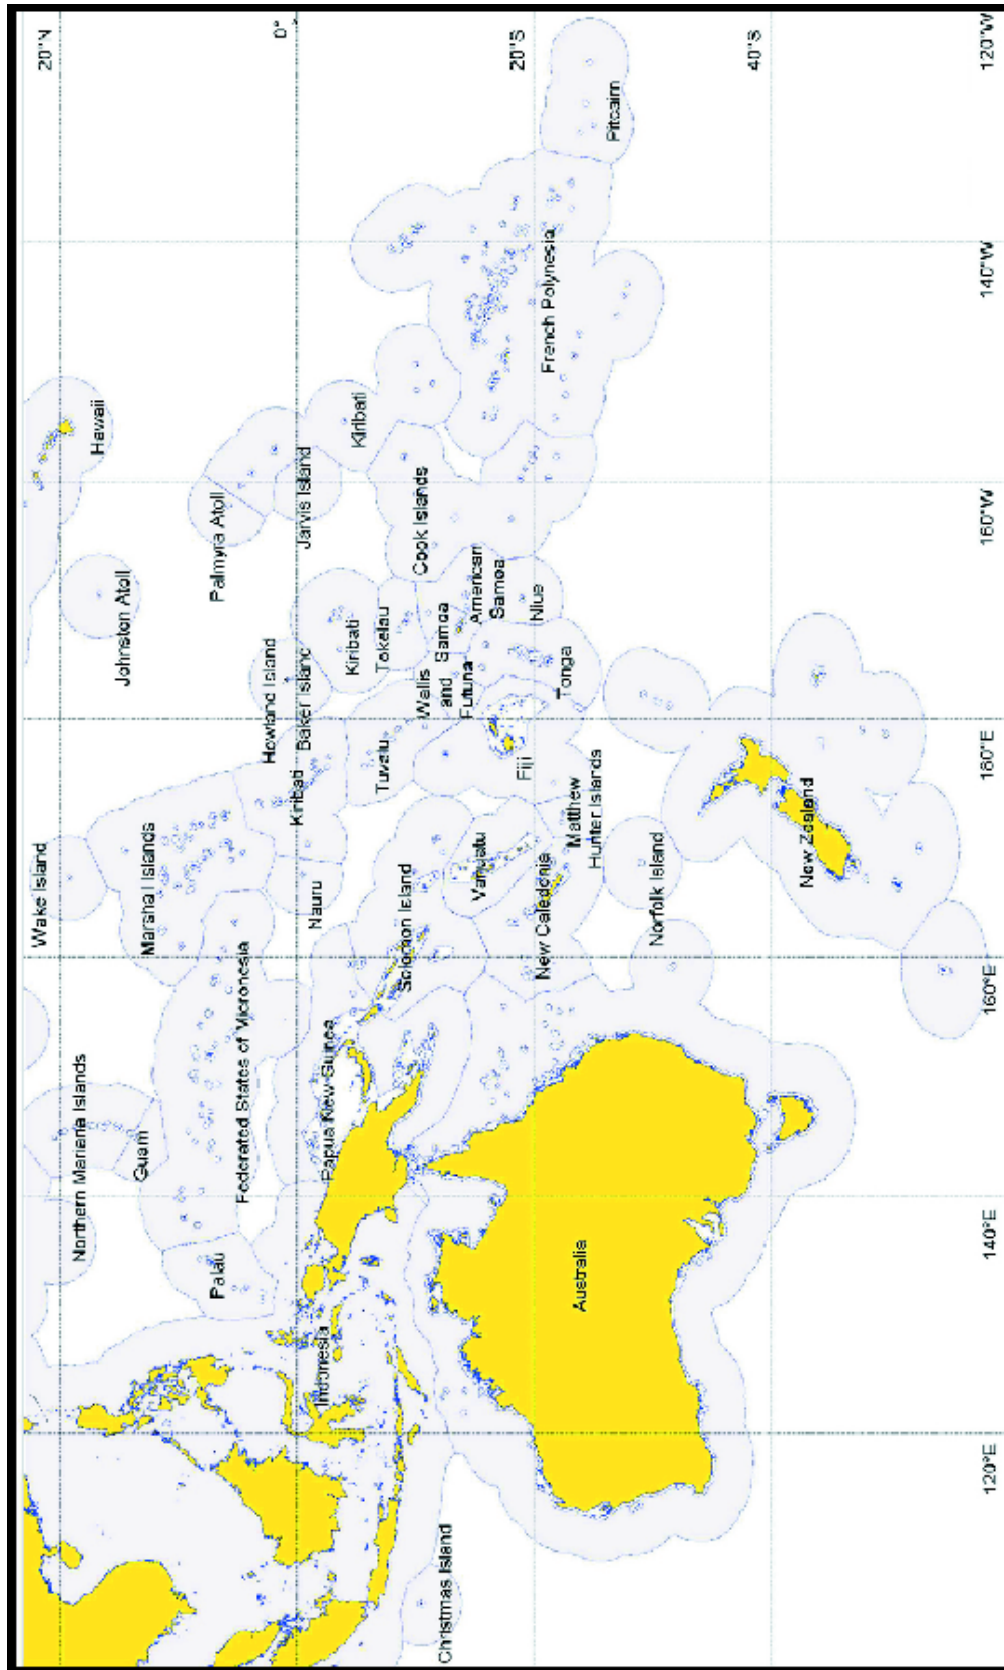 Wake Island
20°N
Northern Mariana Islands
Hawaii
Johnston Atoll
Guam
Marshall Islands
Palau
Palmyra Atoll
Federated States of Micronesia
Howland Island
0°
Kiribati
Baker Island
Jarvis Island
Nauru
Indonesia
Papua New Guinea
Kiribati
Kiribati
Tuvalu
Tokelau
Solomon Island
Cook Islands
Christmas Island
Wallis
and
Futuna
Samoa
American
Samoa
Vanuatu
20°S
Fiji
Niue
New Caledonia
French Polynesia
Tonga
Matthew
Hunter Islands
Australia
Pitcairn
Norfolk Island
40°S
New Zealand
120°E
140°E
160°E
180°E
160°W
140°W
120°W